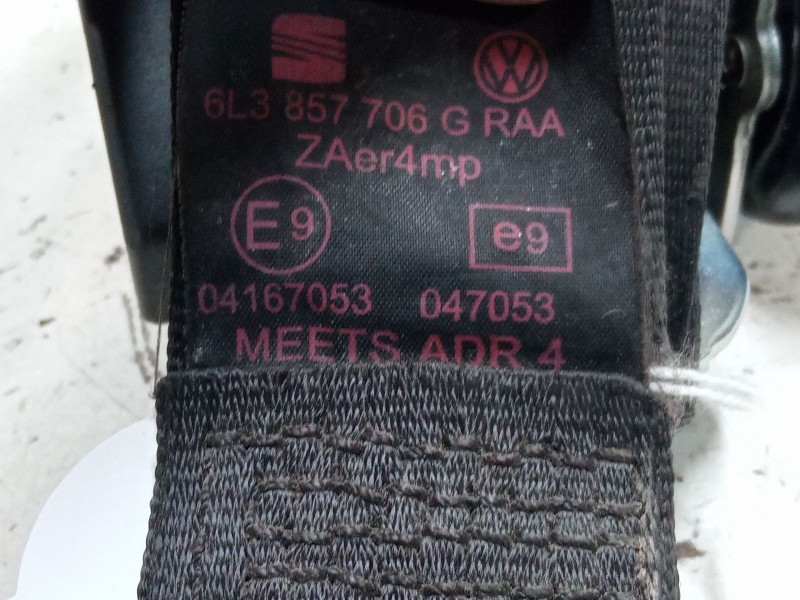 6L3 857 706 G RAA
ZAer4mp
E9 e9
04167053 047053
MEETS ADR 4